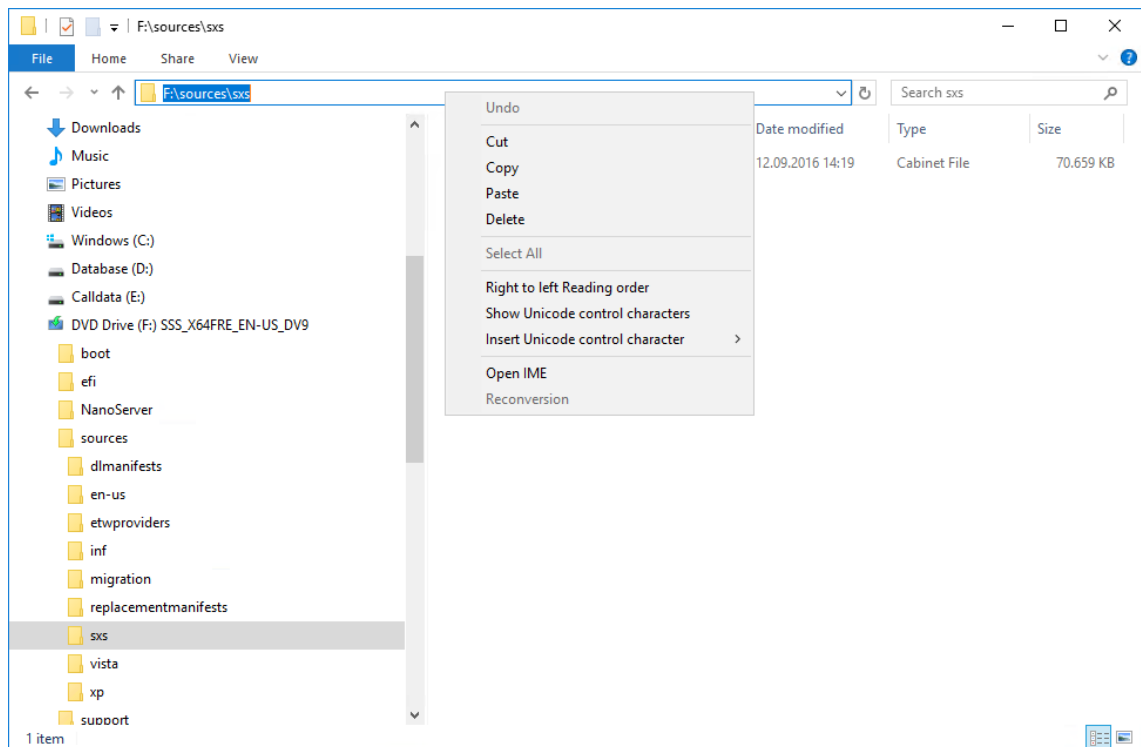 F:\sources\sxs
File Home Share View
F:\sources\sxs
Search sxs
Downloads
Music
Pictures
Videos
Windows (C:)
Database (D:)
Calldata (E:)
DVD Drive (F:) SSS_X64FRE_EN-US_DV9
boot
efi
NanoServer
sources
dlmanifests
en-us
etwproviders
inf
migration
replacementmanifests
sxs
vista
xp
support
Undo
Cut
Copy
Paste
Delete
Select All
Right to left Reading order
Show Unicode control characters
Insert Unicode control character
Open IME
Reconversion
Date modified Type Size
12.09.2016 14:19 Cabinet File 70.659 KB
1 item